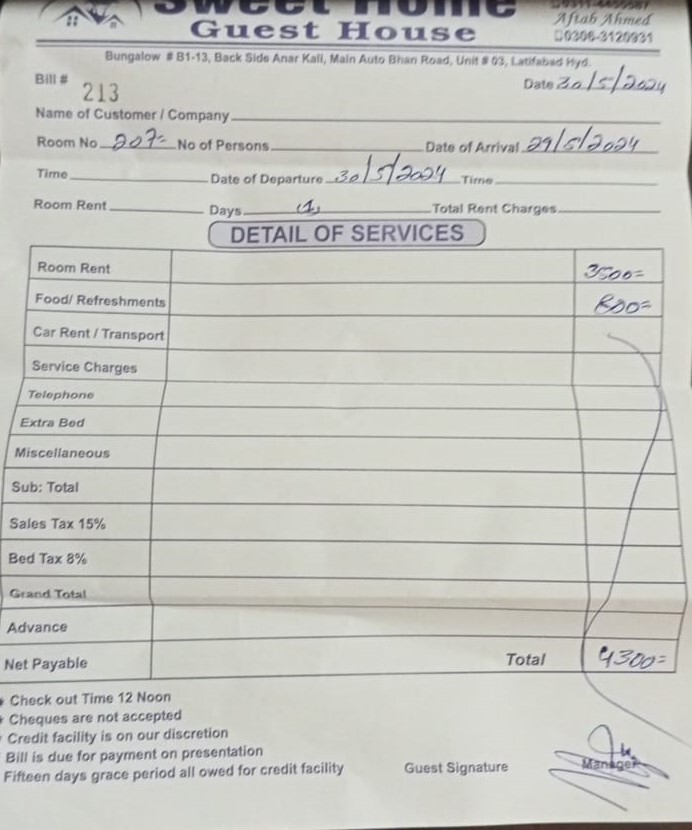 Sweet Home
Guest House
Aftab Ahmed
0306-3120931
Bungalow # B1-13, Back Side Anar Kali, Main Auto Bhan Road, Unit # 03, Latifabad Hyd.
Bill # 213 Date 30/5/2024
Name of Customer / Company
Room No 207= No of Persons Date of Arrival 29/5/2024
Time Date of Departure 30/5/2024 Time
Room Rent Days (1) Total Rent Charges
DETAIL OF SERVICES
Room Rent 3500=
Food/ Refreshments 800=
Car Rent / Transport
Service Charges
Telephone
Extra Bed
Miscellaneous
Sub: Total
Sales Tax 15%
Bed Tax 8%
Grand Total
Advance
Net Payable Total 4300=
Check out Time 12 Noon
Cheques are not accepted
Credit facility is on our discretion
Bill is due for payment on presentation
Fifteen days grace period all owed for credit facility
Guest Signature Manager